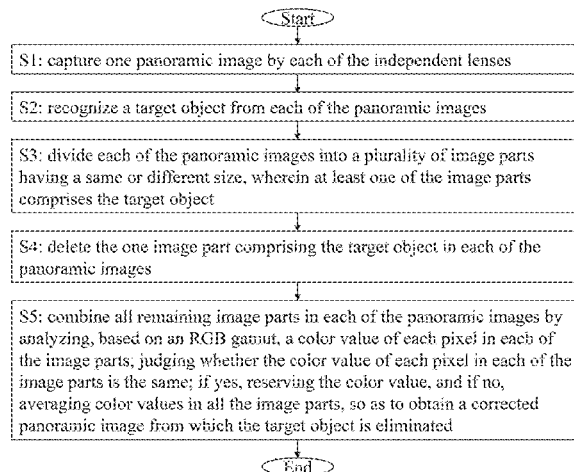 Start
S1: capture one panoramic image by each of the independent lenses
S2: recognize a target object from each of the panoramic images
S3: divide each of the panoramic images into a plurality of image parts
having a same or different size, wherein at least one of the image parts
comprises the target object
S4: delete the one image part comprising the target object in each of the
panoramic images
S5: combine all remaining image parts in each of the panoramic images by
analyzing, based on an RGB gamut, a color value of each pixel in each of
the image parts; judging whether the color value of each pixel in each of the
image parts is the same; if yes, reserving the color value, and if no,
averaging color values in all the image parts, so as to obtain a corrected
panoramic image from which the target object is eliminated
End